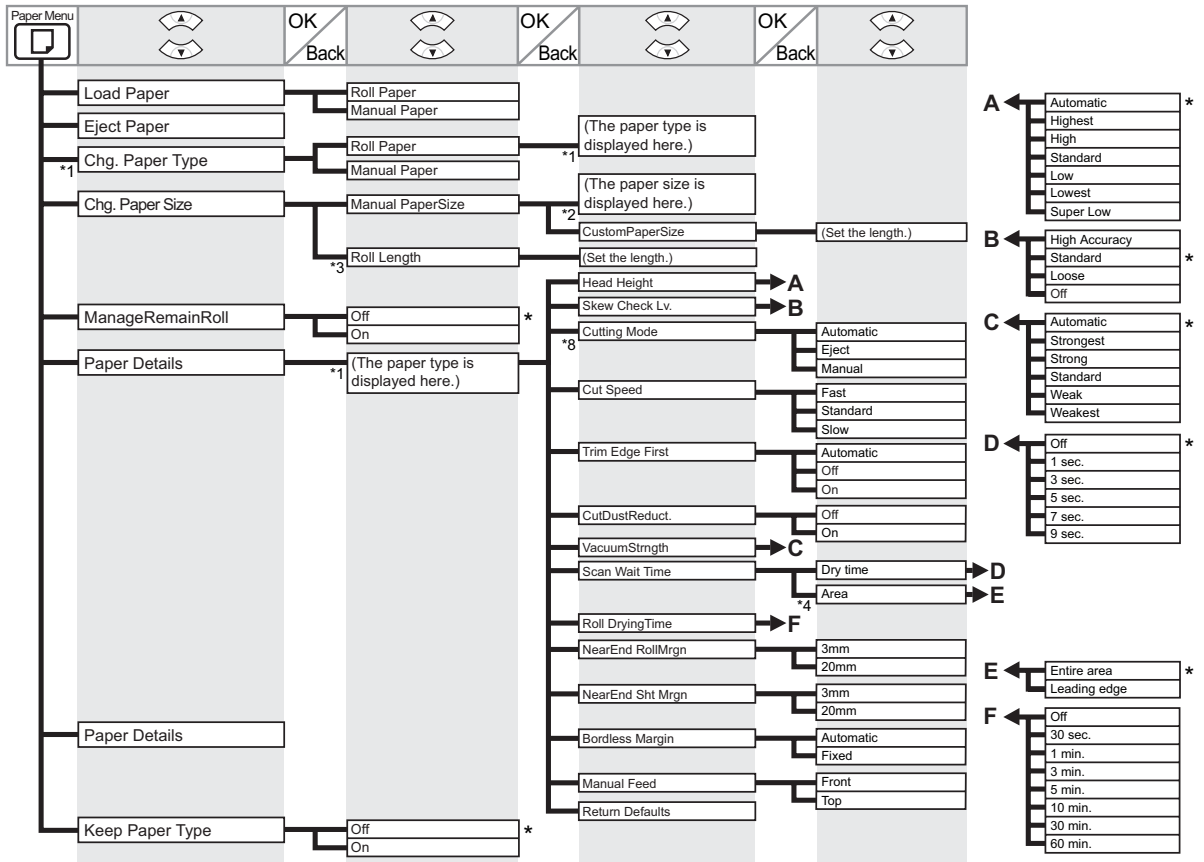 Paper Menu
OK
Back
OK
Back
OK
Back
Load Paper
Roll Paper
Manual Paper
Eject Paper
*1
Chg. Paper Type
Roll Paper
*1
(The paper type is
displayed here.)
Manual Paper
Chg. Paper Size
Manual PaperSize
*2
(The paper size is
displayed here.)
CustomPaperSize
(Set the length.)
*3
Roll Length
(Set the length.)
ManageRemainRoll
Off
*
On
Paper Details
*1
(The paper type is
displayed here.)
Head Height
A
Skew Check Lv.
B
*8
Cutting Mode
Automatic
Eject
Manual
Cut Speed
Fast
Standard
Slow
Trim Edge First
Automatic
Off
On
CutDustReduct.
Off
On
VacuumStrngth
C
Scan Wait Time
Dry time
D
*4
Area
E
Roll DryingTime
F
NearEnd RollMrgn
3mm
20mm
NearEnd Sht Mrgn
3mm
20mm
Bordless Margin
Automatic
Fixed
Manual Feed
Front
Top
Return Defaults
Paper Details
Keep Paper Type
Off
*
On
A
Automatic
*
Highest
High
Standard
Low
Lowest
Super Low
B
High Accuracy
Standard
*
Loose
Off
C
Automatic
*
Strongest
Strong
Standard
Weak
Weakest
D
Off
*
1 sec.
3 sec.
5 sec.
7 sec.
9 sec.
E
Entire area
*
Leading edge
F
Off
30 sec.
1 min.
3 min.
5 min.
10 min.
30 min.
60 min.